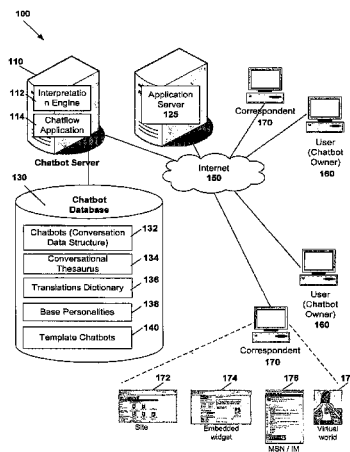 100
110
112
Interpretatio
n Engine
114
Chatflow
Application
Chatbot Server
Application
Server
125
Correspondent
170
User
(Chatbot
Owner)
160
Internet
150
130
Chatbot
Database
Chatbots (Conversation
Data Structure)
132
Conversational
Thesaurus
134
Translations Dictionary
136
Base Personalities
138
Template Chatbots
140
User
(Chatbot
Owner)
160
Correspondent
170
172
174
176
17
Site
Embedded
widget
MSN / IM
Virtual
world